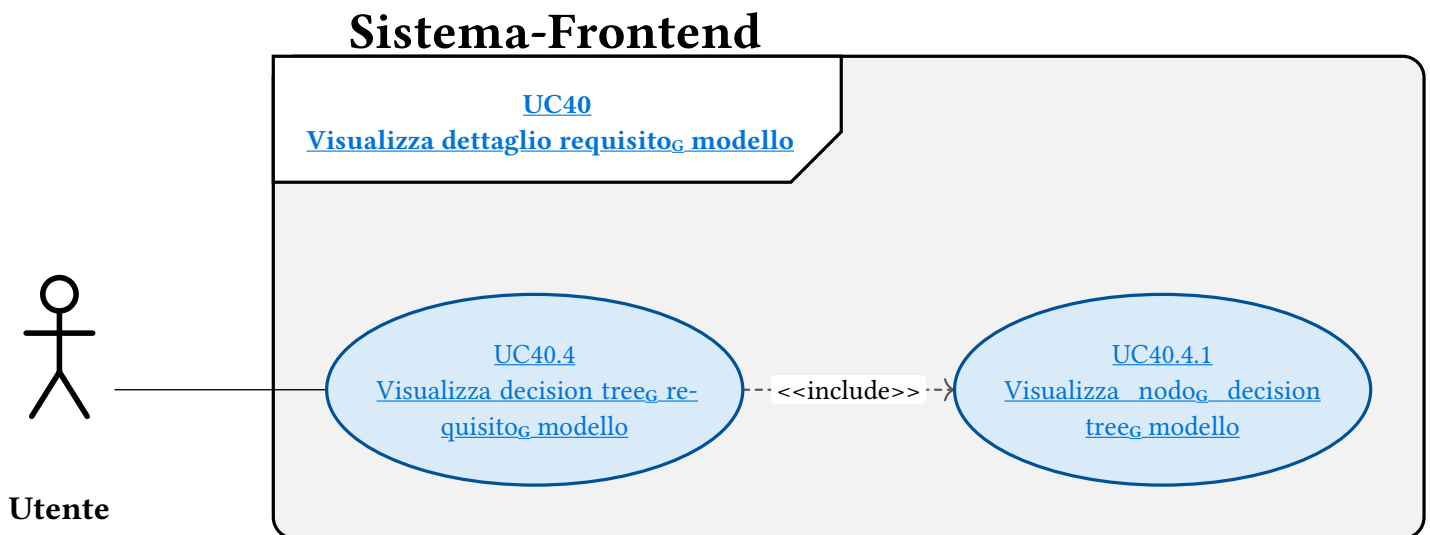 Sistema-Frontend
UC40
Visualizza dettaglio requisitoG modello
UC40.4
Visualizza decision treeG re-
quisitoG modello
<<include>>
UC40.4.1
Visualizza nodoG decision
treeG modello
Utente